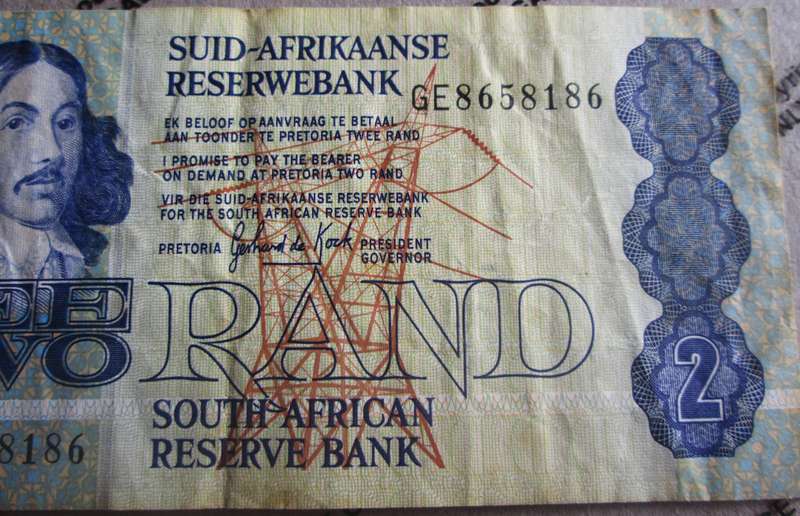 SUID-AFRIKAANSE
RESERWEBANK
GE8658186
EK BELOOF OP AANVRAAG TE BETAAL
AAN TOONDER TE PRETORIA TWEE RAND
I PROMISE TO PAY THE BEARER
ON DEMAND AT PRETORIA TWO RAND
VIR DIE SUID-AFRIKAANSE RESERWEBANK
FOR THE SOUTH AFRICAN RESERVE BANK
PRETORIA Gerhard de Kock PRESIDENT
GOVERNOR
EE
WO
RAND
2
SOUTH AFRICAN
RESERVE BANK
8186